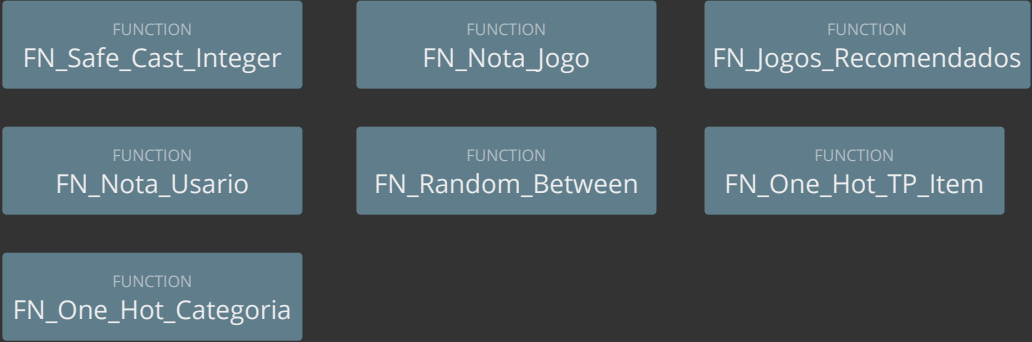 FUNCTION
FN_Safe_Cast_Integer
FUNCTION
FN_Nota_Jogo
FUNCTION
FN_Jogos_Recomendados
FUNCTION
FN_Nota_Usario
FUNCTION
FN_Random_Between
FUNCTION
FN_One_Hot_TP_Item
FUNCTION
FN_One_Hot_Categoria